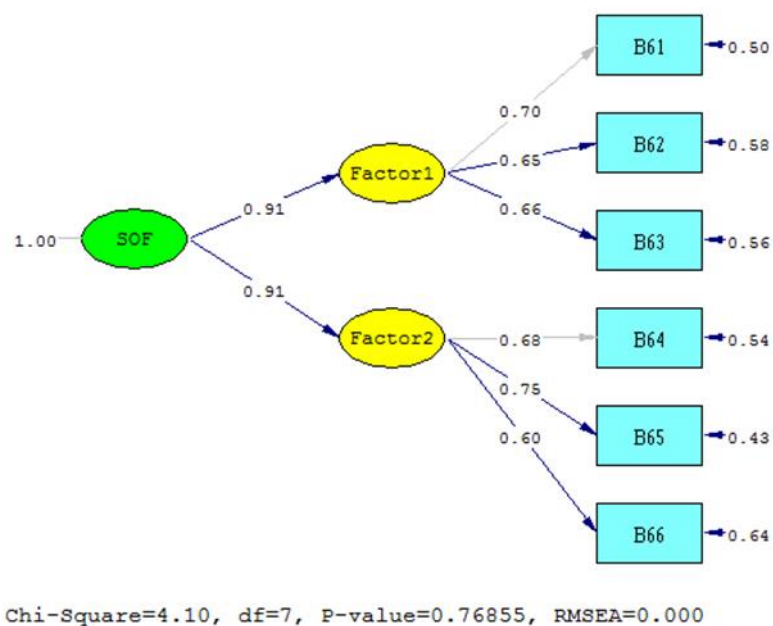 B61
0.50
0.70
B62
0.58
0.65
Factor1
0.91
0.66
B63
0.56
1.00
SOF
0.91
Factor2
0.68
B64
0.54
0.75
B65
0.43
0.60
B66
0.64
Chi-Square=4.10, df=7, P-value=0.76855, RMSEA=0.000